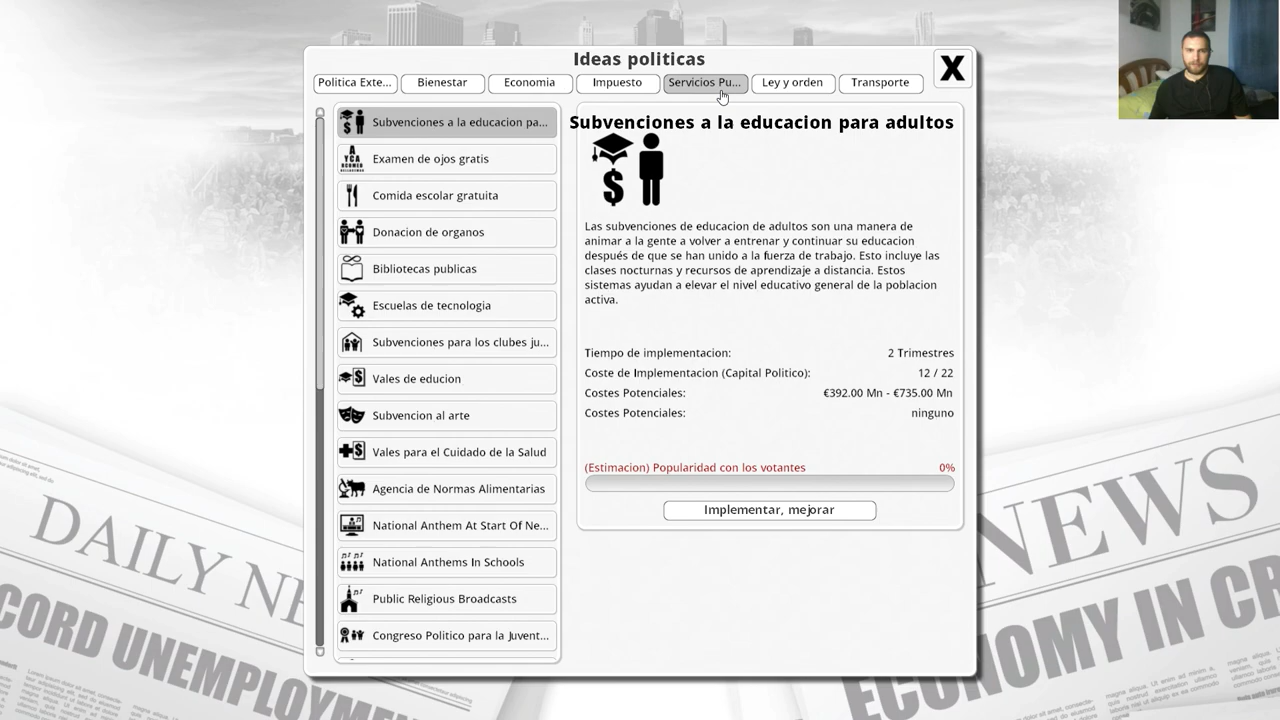 Ideas politicas
X
Politica Exte...
Bienestar
Economia
Impuesto
Servicios Pu...
Ley y orden
Transporte
Subvenciones a la educacion pa...
Examen de ojos gratis
Comida escolar gratuita
Donacion de organos
Bibliotecas publicas
Escuelas de tecnologia
Subvenciones para los clubes ju...
Vales de educion
Subvencion al arte
Vales para el Cuidado de la Salud
Agencia de Normas Alimentarias
National Anthem At Start Of Ne...
National Anthems In Schools
Public Religious Broadcasts
Congreso Politico para la Juvent...
Subvenciones a la educacion para adultos
Las subvenciones de educacion de adultos son una manera de
animar a la gente a volver a entrenar y continuar su educacion
después de que se han unido a la fuerza de trabajo. Esto incluye las
clases nocturnas y recursos de aprendizaje a distancia. Estos
sistemas ayudan a elevar el nivel educativo general de la poblacion
activa.
Tiempo de implementacion: 2 Trimestres
Coste de Implementacion (Capital Politico): 12 / 22
Costes Potenciales: €392.00 Mn - €735.00 Mn
Costes Potenciales: ninguno
(Estimacion) Popularidad con los votantes 0%
Implementar, mejorar
DAILY NE
CORD UNEMPLOYM
NEWS
ECONOMY IN CR